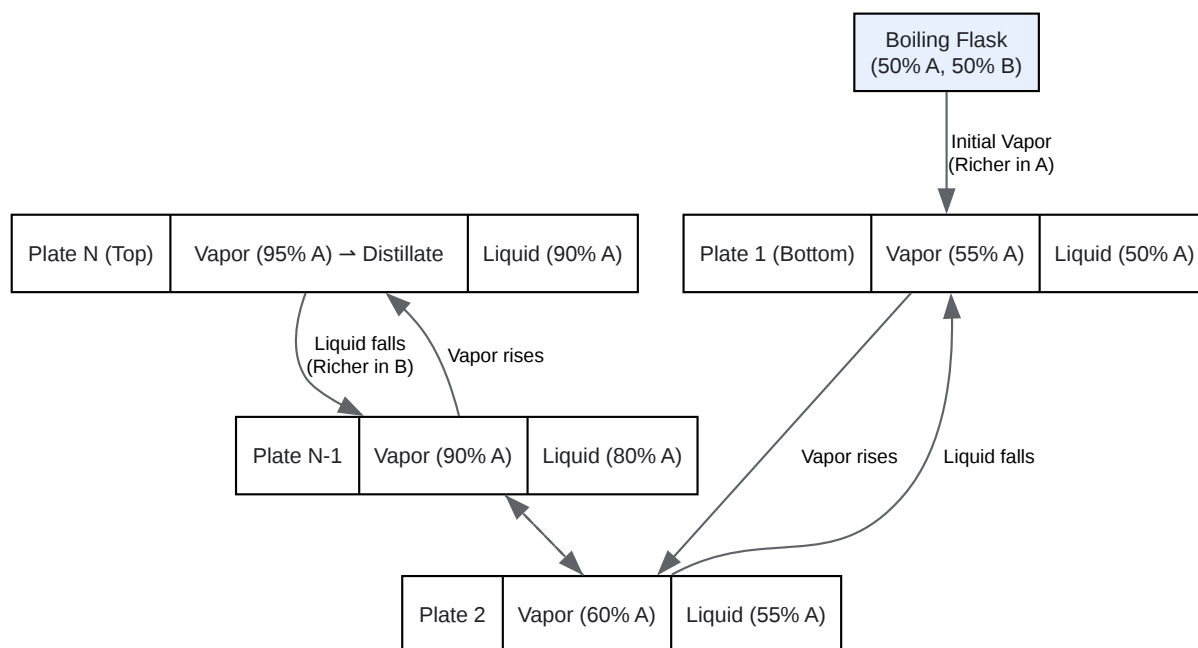 Boiling Flask
(50% A, 50% B)
Initial Vapor
(Richer in A)
Plate N (Top)
Vapor (95% A) ⇀ Distillate
Liquid (90% A)
Plate 1 (Bottom)
Vapor (55% A)
Liquid (50% A)
Liquid falls
(Richer in B)
Vapor rises
Plate N-1
Vapor (90% A)
Liquid (80% A)
Vapor rises
Liquid falls
Plate 2
Vapor (60% A)
Liquid (55% A)